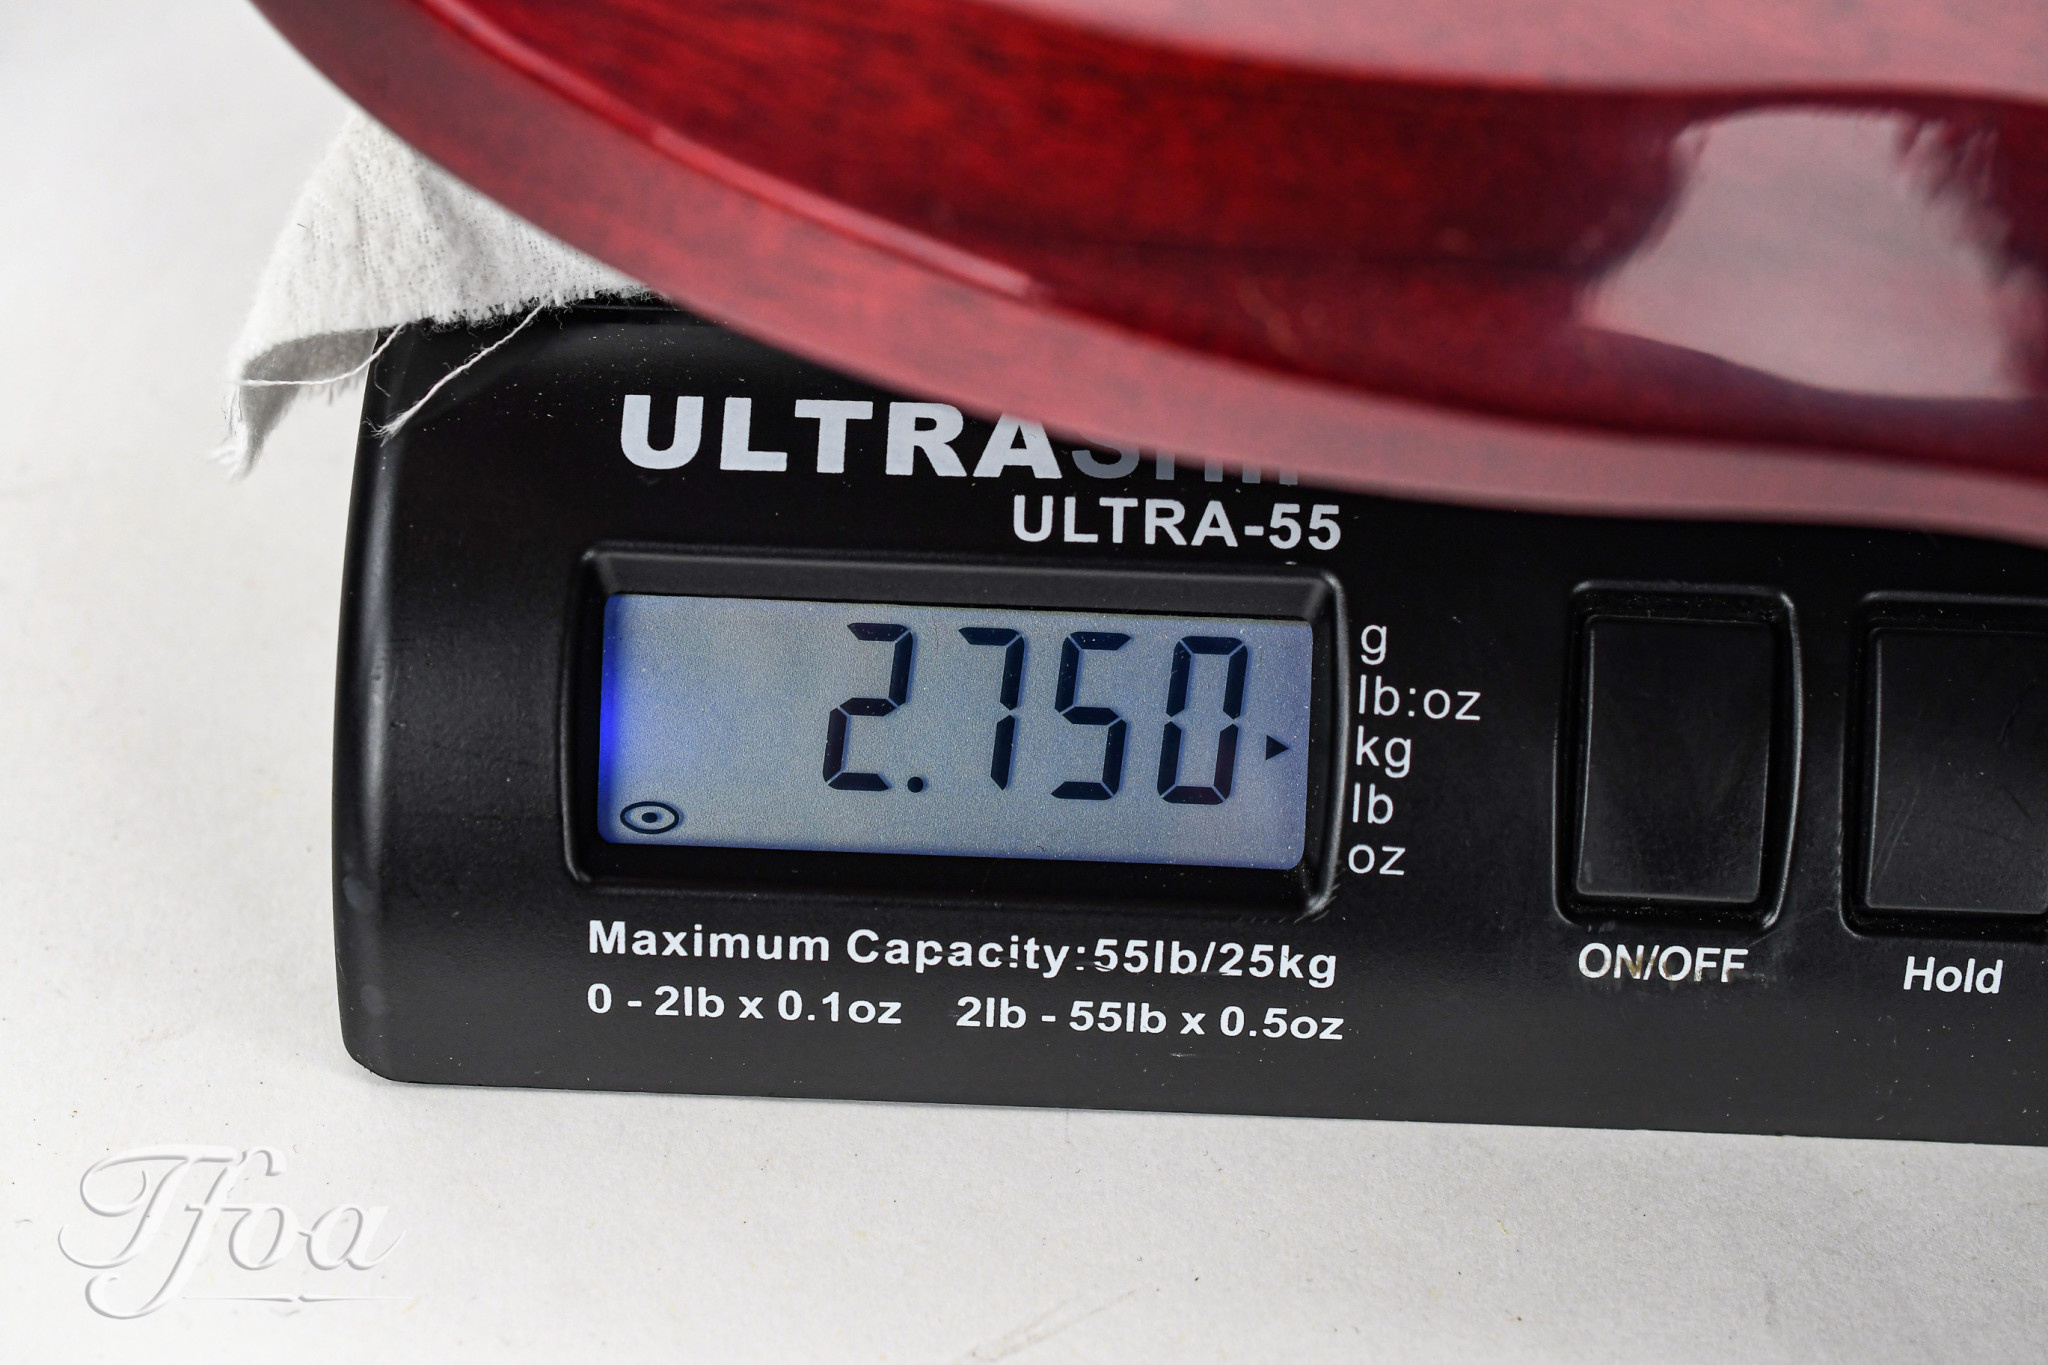 ULTRA
ULTRA-55
2.750
g
lb:oz
kg
lb
oz
ON/OFF
Hold
Maximum Capacity:55lb/25kg
0 - 2lb x 0.1oz 2lb - 55lb x 0.5oz
Tfoa